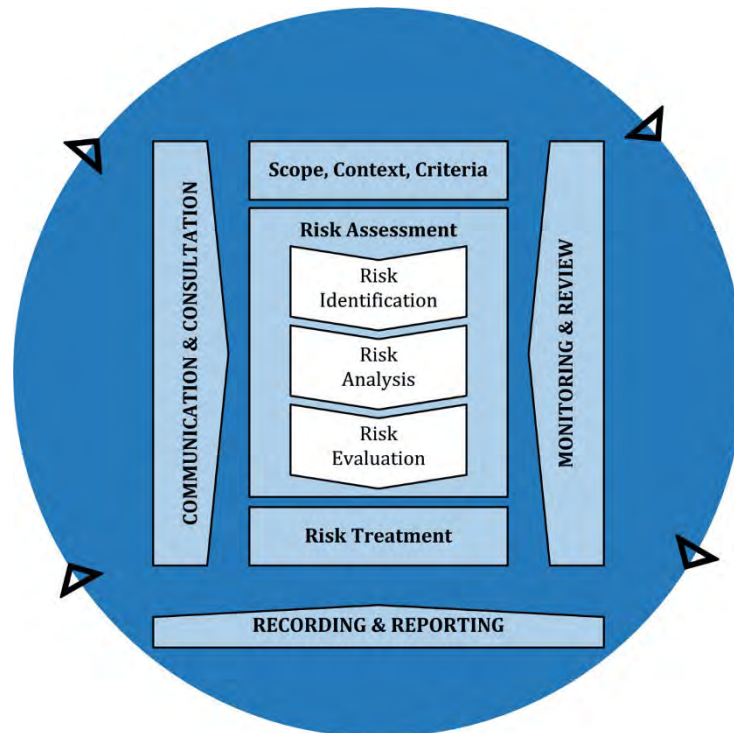 Scope, Context, Criteria
Risk Assessment
Risk
Identification
Risk
Analysis
Risk
Evaluation
Risk Treatment
COMMUNICATION & CONSULTATION
MONITORING & REVIEW
RECORDING & REPORTING